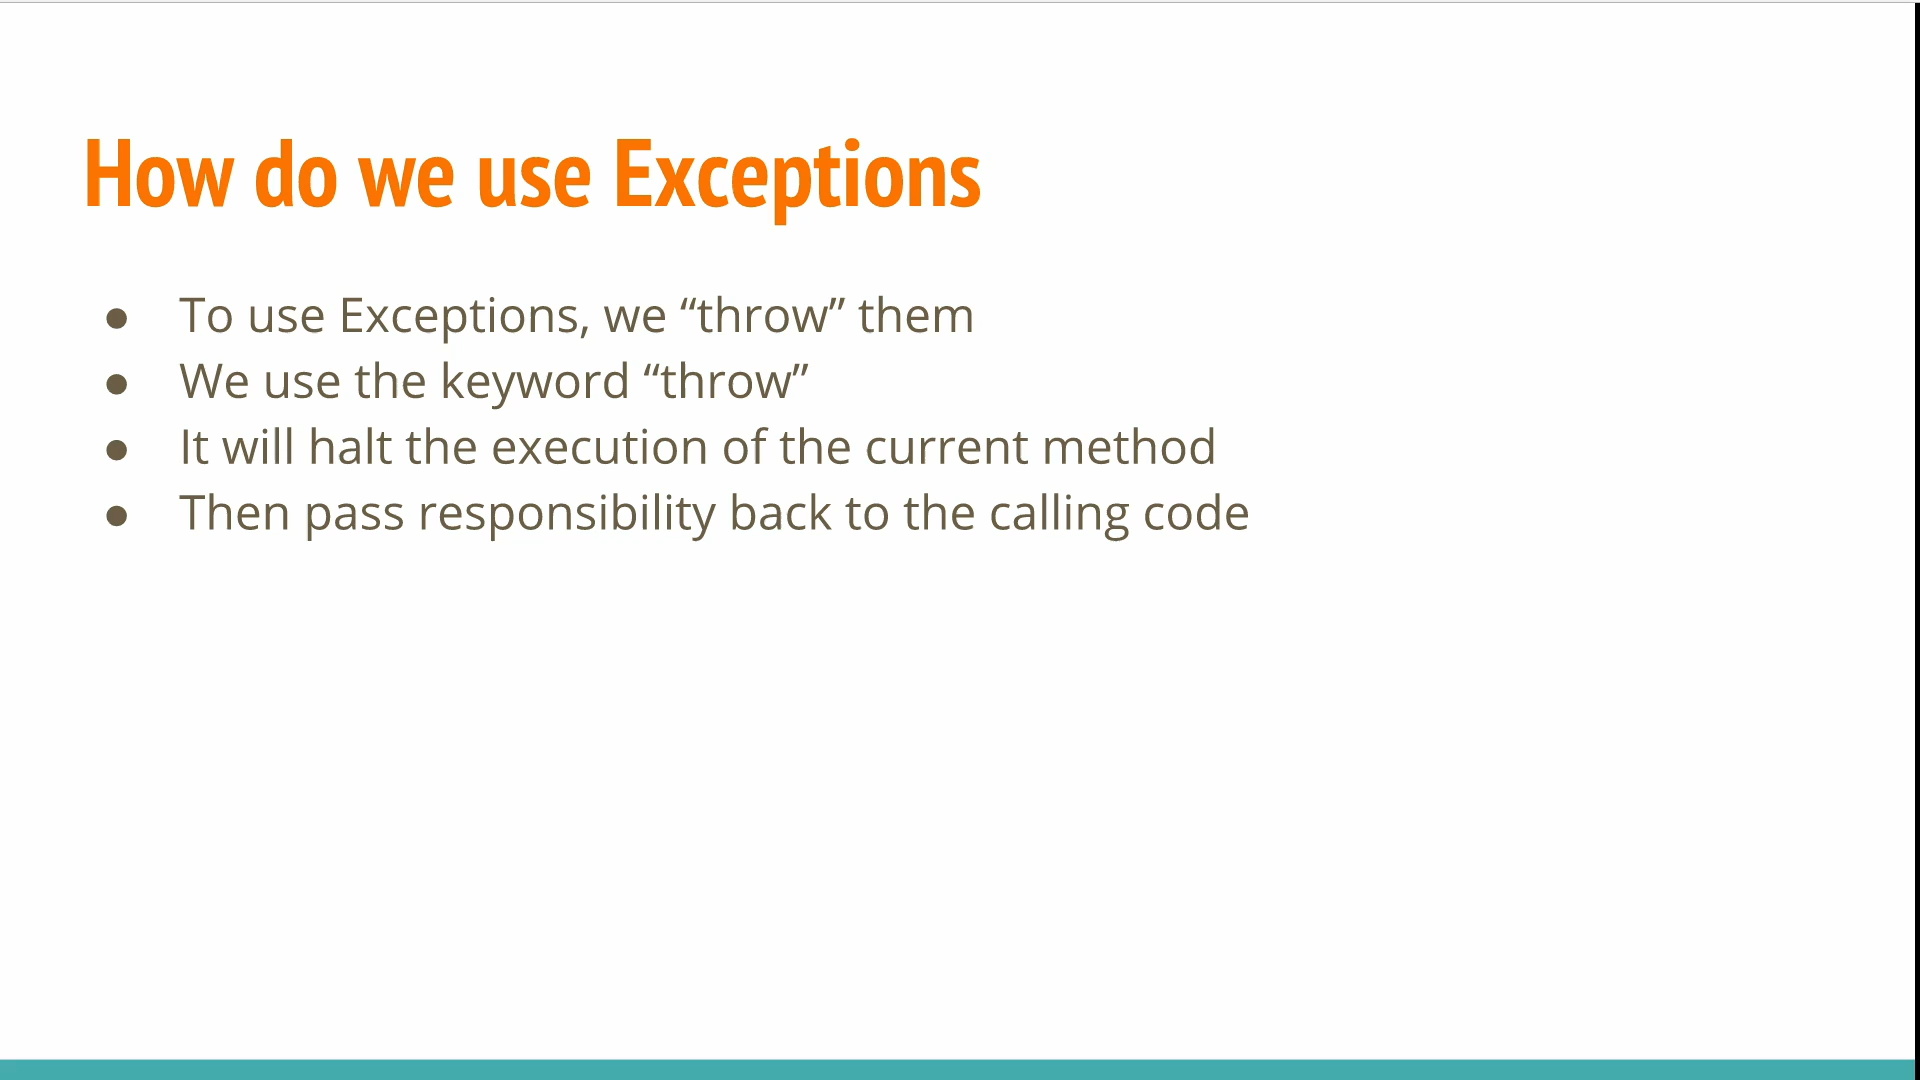 How do we use Exceptions
● To use Exceptions, we “throw” them
● We use the keyword “throw”
● It will halt the execution of the current method
● Then pass responsibility back to the calling code